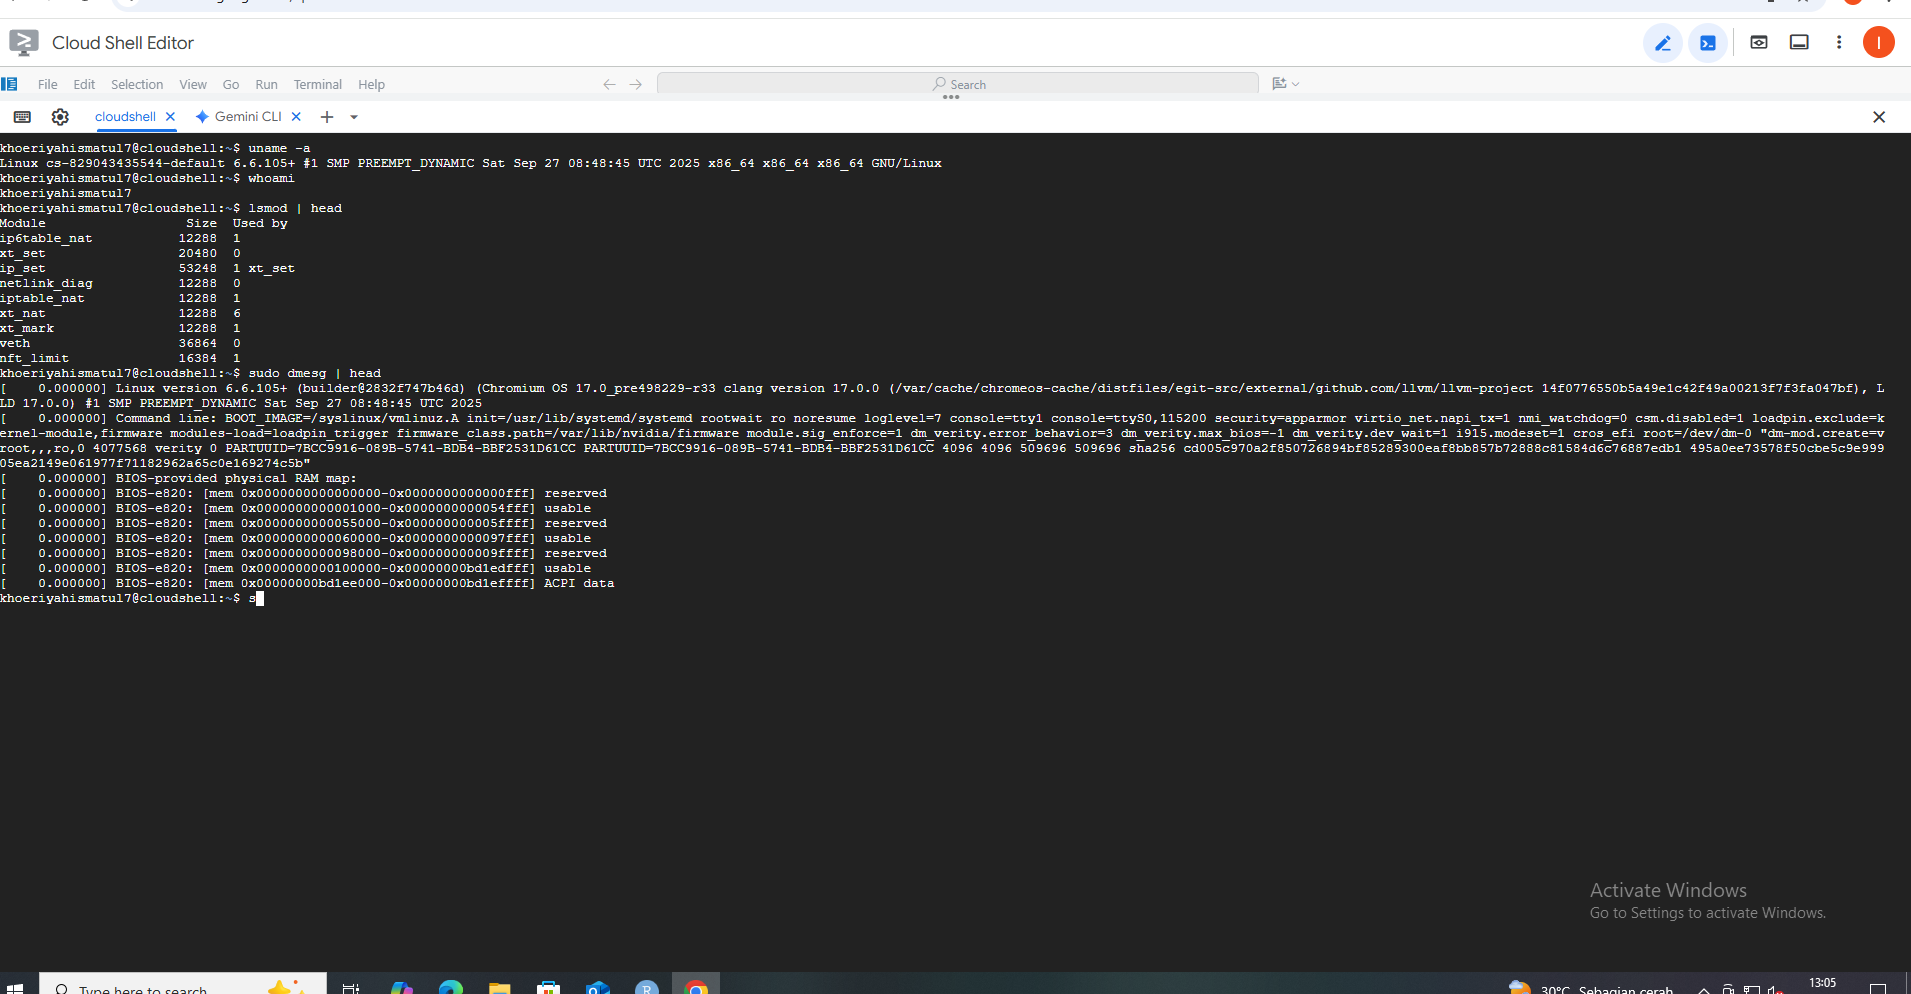 Cloud Shell Editor
I
File Edit Selection View Go Run Terminal Help
Search
cloudshell
Gemini CLI
khoeriyahismatul7@cloudshell:~$ uname -a
Linux cs-829043435544-default 6.6.105+ #1 SMP PREEMPT_DYNAMIC Sat Sep 27 08:48:45 UTC 2025 x86_64 x86_64 x86_64 GNU/Linux
khoeriyahismatul7@cloudshell:~$ whoami
khoeriyahismatul7
khoeriyahismatul7@cloudshell:~$ lsmod | head
Module Size Used by
ip6table_nat 12288 1
xt_set 20480 0
ip_set 53248 1 xt_set
netlink_diag 12288 0
iptable_nat 12288 1
xt_nat 12288 6
xt_mark 12288 1
veth 36864 0
nft_limit 16384 1
khoeriyahismatul7@cloudshell:~$ sudo dmesg | head
[ 0.000000] Linux version 6.6.105+ (builder@2832f747b46d) (Chromium OS 17.0_pre498229-r33 clang version 17.0.0 (/var/cache/chromeos-cache/distfiles/egit-src/external/github.com/llvm/llvm-project 14f0776550b5a49e1c42f49a00213f7f3fa047bf), L
LD 17.0.0) #1 SMP PREEMPT_DYNAMIC Sat Sep 27 08:48:45 UTC 2025
[ 0.000000] Command line: BOOT_IMAGE=/syslinux/vmlinuz.A init=/usr/lib/systemd/systemd rootwait ro noresume loglevel=7 console=tty1 console=ttyS0,115200 security=apparmor virtio_net.napi_tx=1 nmi_watchdog=0 csm.disabled=1 loadpin.exclude=k
ernel-module,firmware modules-load=loadpin_trigger firmware_class.path=/var/lib/nvidia/firmware module.sig_enforce=1 dm_verity.error_behavior=3 dm_verity.max_bios=-1 dm_verity.dev_wait=1 i915.modeset=1 cros_efi root=/dev/dm-0 "dm-mod.create=v
root,,,ro,0 4077568 verity 0 PARTUUID=7BCC9916-089B-5741-BDB4-BBF2531D61CC PARTUUID=7BCC9916-089B-5741-BDB4-BBF2531D61CC 4096 4096 509696 509696 sha256 cd005c970a2f850726894bf85289300eaf8bb857b72888c81584d6c76887edb1 495a0ee73578f50cbe5c9e999
05ea2149e061977f71182962a65c0e169274c5b"
[ 0.000000] BIOS-provided physical RAM map:
[ 0.000000] BIOS-e820: [mem 0x0000000000000000-0x0000000000000fff] reserved
[ 0.000000] BIOS-e820: [mem 0x0000000000001000-0x0000000000054fff] usable
[ 0.000000] BIOS-e820: [mem 0x0000000000055000-0x000000000005ffff] reserved
[ 0.000000] BIOS-e820: [mem 0x0000000000060000-0x0000000000097fff] usable
[ 0.000000] BIOS-e820: [mem 0x0000000000098000-0x000000000009ffff] reserved
[ 0.000000] BIOS-e820: [mem 0x0000000000100000-0x00000000bd1edfff] usable
[ 0.000000] BIOS-e820: [mem 0x00000000bd1ee000-0x00000000bd1effff] ACPI data
khoeriyahismatul7@cloudshell:~$ s
Activate Windows
Go to Settings to activate Windows.
Type here to search
30°C Sebagian cerah
13:05